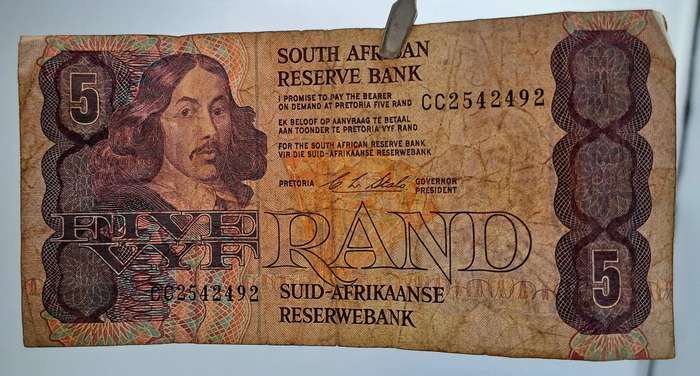 5
SOUTH AFRICAN
RESERVE BANK
I PROMISE TO PAY THE BEARER
ON DEMAND AT PRETORIA FIVE RAND
CC2542492
EK BELOOF OP AANVRAAG TE BETAAL
AAN TOONDER TE PRETORIA VYF RAND
FOR THE SOUTH AFRICAN RESERVE BANK
VIR DIE SUID-AFRIKAANSE RESERWEBANK
PRETORIA
GOVERNOR
PRESIDENT
FIVE
VYF
RAND
CC2542492
SUID-AFRIKAANSE
RESERWEBANK
5